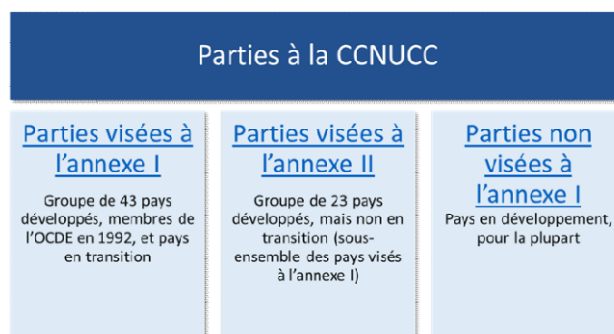 Parties à la CCNUCC
Parties visées à
l'annexe I
Groupe de 43 pays
développés, membres de
l'OCDE en 1992, et pays
en transition
Parties visées à
l'annexe II
Groupe de 23 pays
développés, mais non en
transition (sous-
ensemble des pays visés
à l'annexe I)
Parties non
visées à
l'annexe I
Pays en développement,
pour la plupart